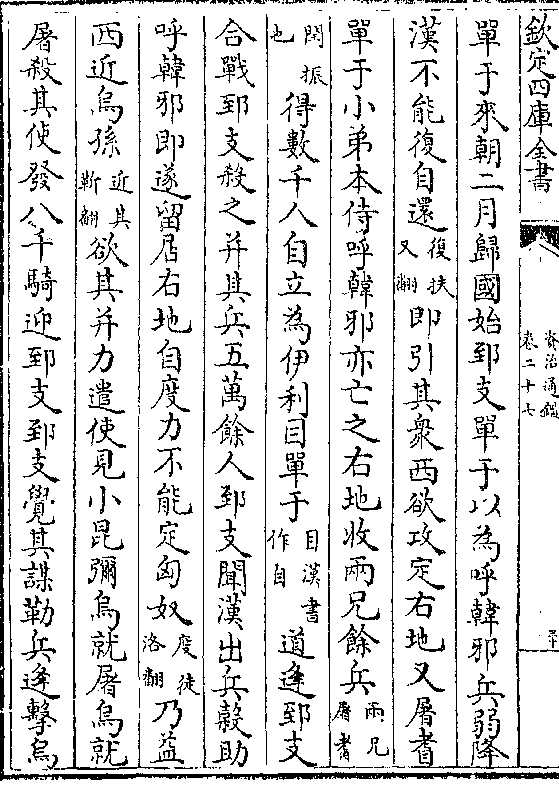 欽定四庫全書
資治通鑑
卷二十七
單于來朝二月歸國始郅支單于以為呼韓邪兵弱降
漢不能復自還復扶又翻即引其衆西欲攻定右地又屠耆
單于小弟本侍呼韓邪亦亡之右地收兩兄餘兵兩兄屠耆
閏振也得數千人自立為伊利目單于目漢書作自道逢郅支
合戰郅支殺之并其兵五萬餘人郅支聞漢出兵穀助
呼韓邪即遂留居右地自度力不能定匈奴度徒洛翻乃益
西近烏孫近其靳翻欲與并力遣使見小昆彌烏就屠烏就
屠殺其使發八千騎迎郅支郅支覺其謀勒兵逢擊烏